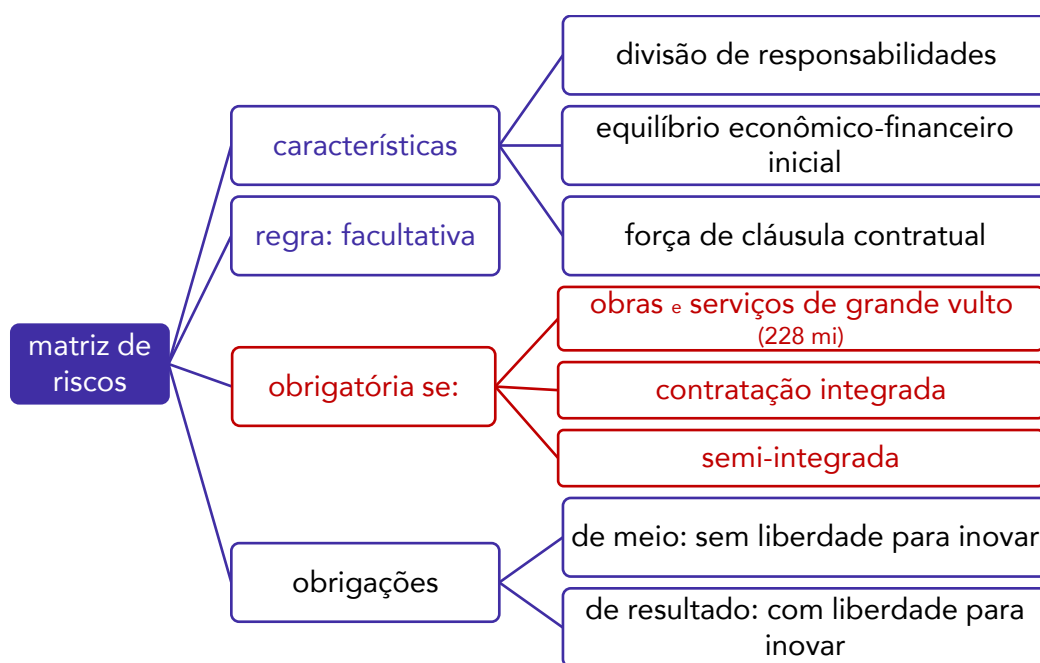 matriz de
riscos
características
divisão de responsabilidades
equilíbrio econômico-financeiro
inicial
força de cláusula contratual
regra: facultativa
obrigatória se:
obras e serviços de grande vulto
(228 mi)
contratação integrada
semi-integrada
obrigações
de meio: sem liberdade para inovar
de resultado: com liberdade para
inovar